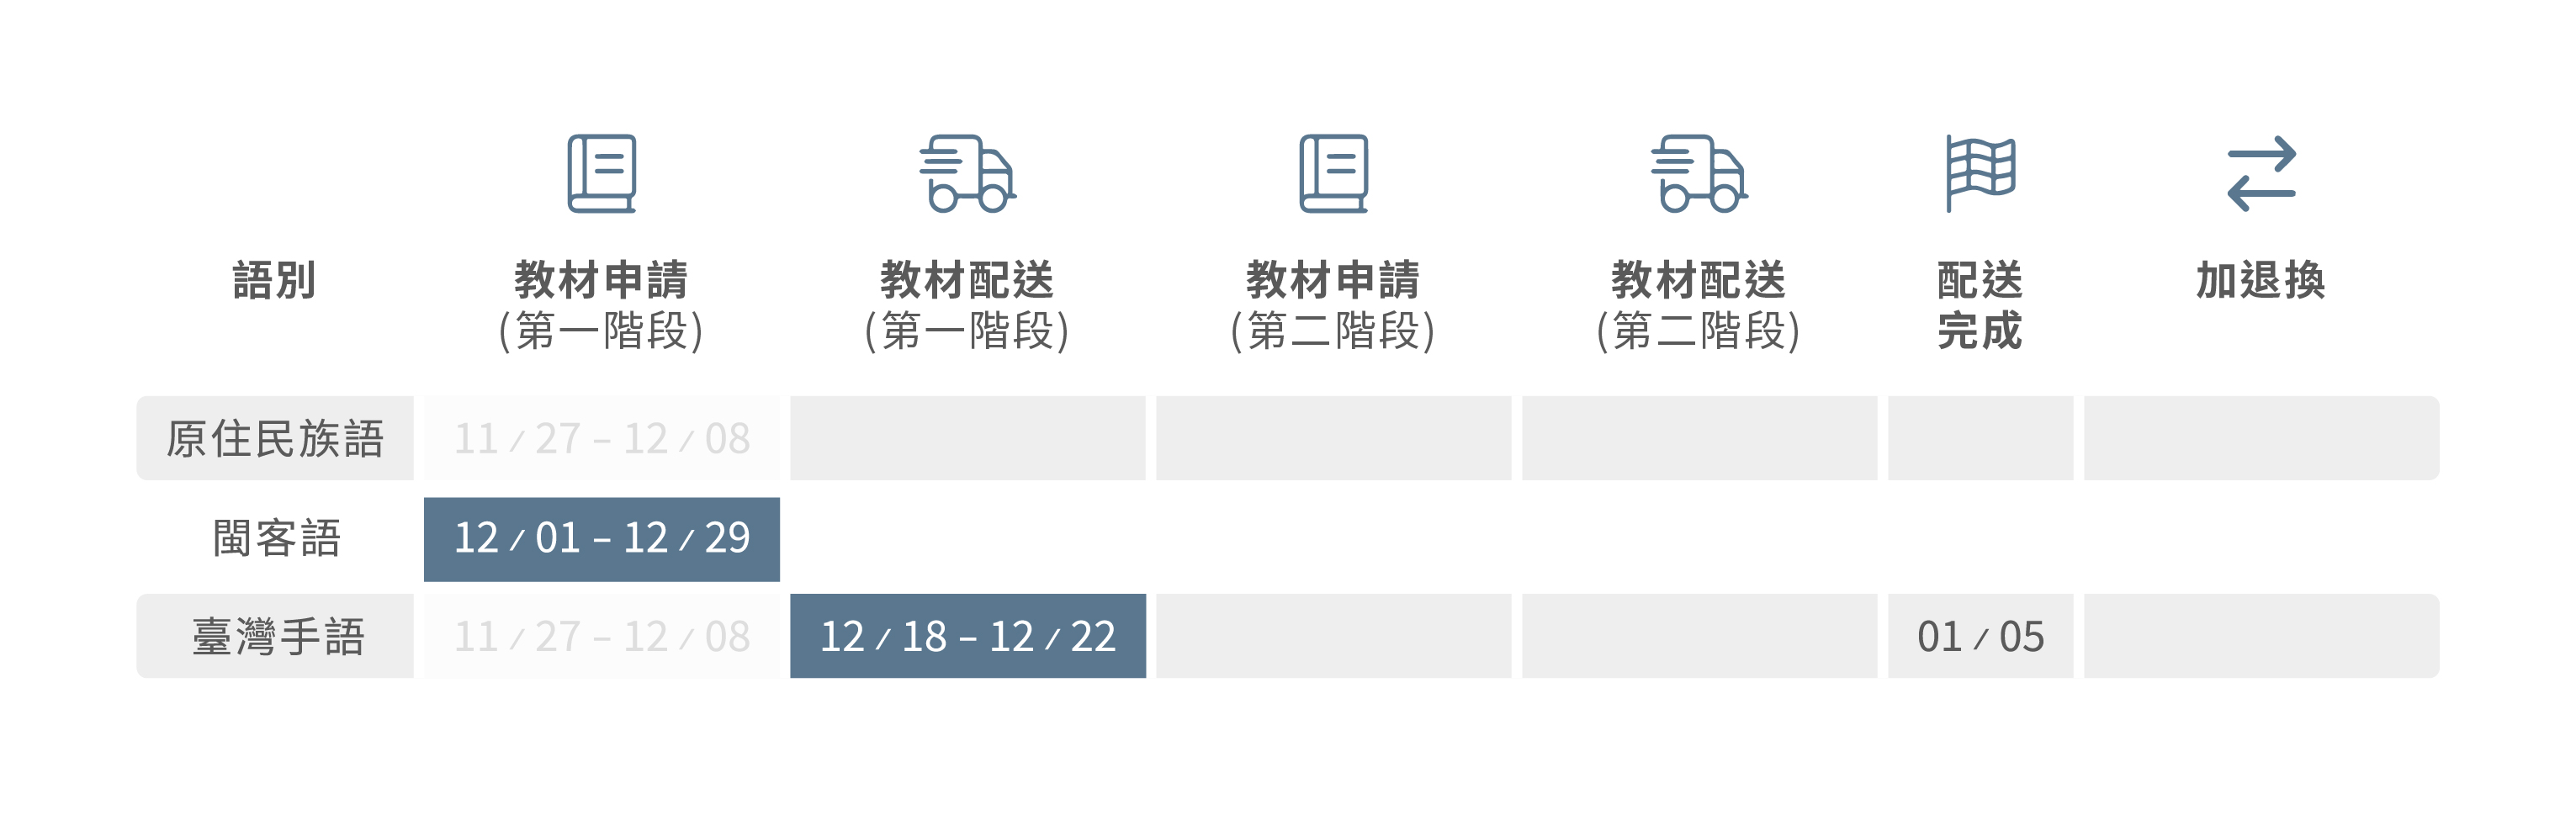 語別
教材申請
(第一階段)
教材配送
(第一階段)
教材申請
(第二階段)
教材配送
(第二階段)
配送
完成
加退換
原住民族語
11 / 27 – 12 / 08
閩客語
12 / 01 – 12 / 29
臺灣手語
11 / 27 – 12 / 08
12 / 18 – 12 / 22
01 / 05